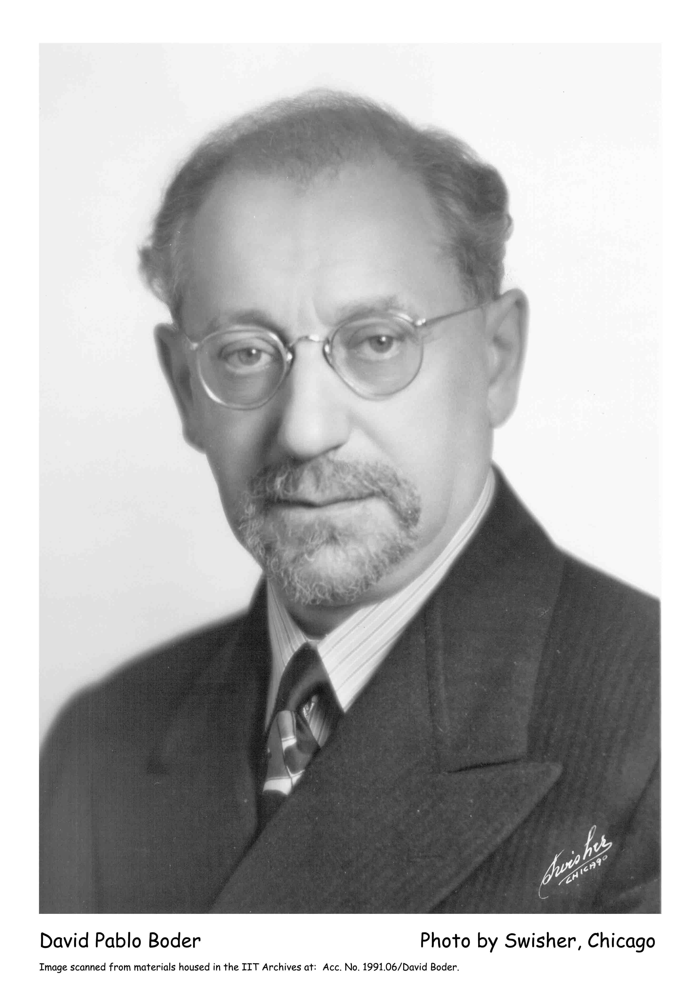 Swisher
CHICAGO
David Pablo Boder
Photo by Swisher, Chicago
Image scanned from materials housed in the IIT Archives at: Acc. No. 1991.06/David Boder.